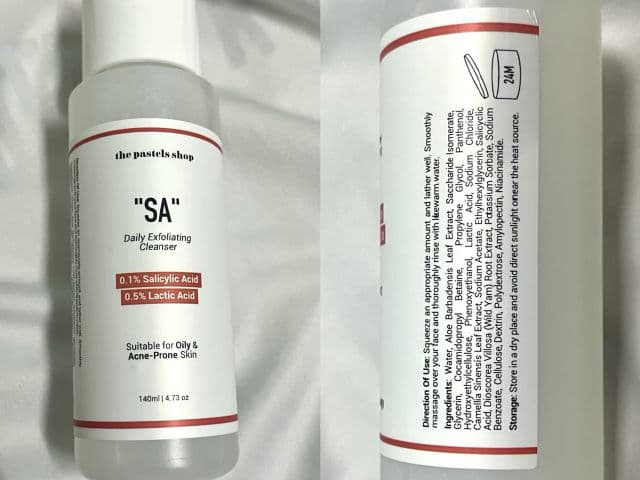 the pastels shop
"SA"
Daily Exfoliating
Cleanser
0.1% Salicylic Acid
0.5% Lactic Acid
Suitable for Oily &
Acne-Prone Skin
140ml | 4.73 oz
24M
Direction Of Use: Squeeze an appropriate amount and lather well. Smoothly
massage over your face and thoroughly rinse with likewarm water.
Ingredients: Water, Aloe Barbadensis Leaf Extract, Saccharide Isomerate,
Glycerin, Cocamidopropyl Betaine, Propylene Glycol, Panthenol,
Hydroxyethylcellulose, Phenoxyethanol, Lactic Acid, Sodium Chloride,
Camellia Sinensis Leaf Extract, Sodium Acetate, Ethylhexylglycerin, Salicyclic
Acid, Dioscorea Villosa (Wild Yam) Root Extract, Potassium Sorbate, Sodium
Benzoate, Cellulose, Dextrin, Polydextrose, Amylopectin, Niacinamide.
Storage: Store in a dry place and avoid direct sunlight onear the heat source.